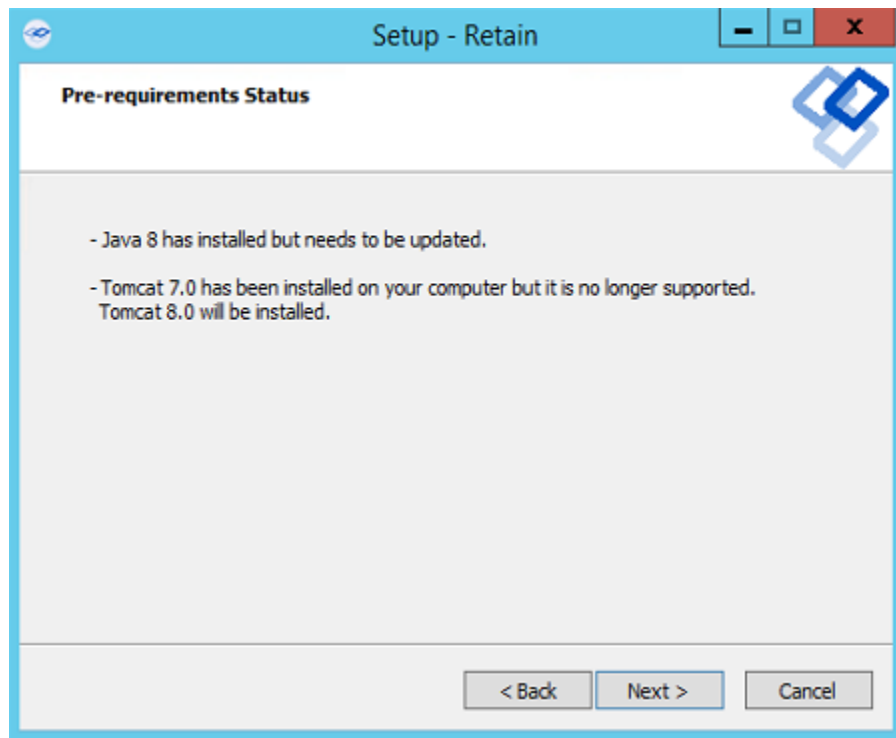 Setup - Retain
Pre-requirements Status
- Java 8 has installed but needs to be updated.
- Tomcat 7.0 has been installed on your computer but it is no longer supported.
Tomcat 8.0 will be installed.
< Back
Next >
Cancel